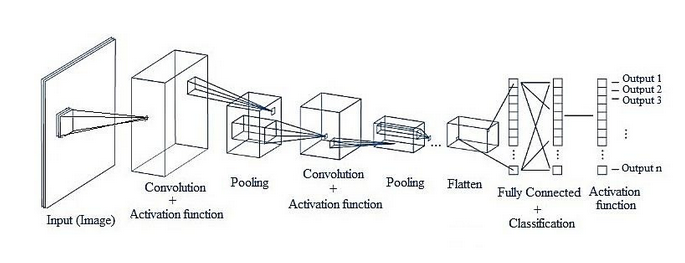 Output 1
Output 2
Output 3
Output n
Input (Image)
Convolution
+
Activation function
Pooling
Convolution
+
Activation function
Pooling
Flatten
Fully Connected
+
Classification
Activation
function